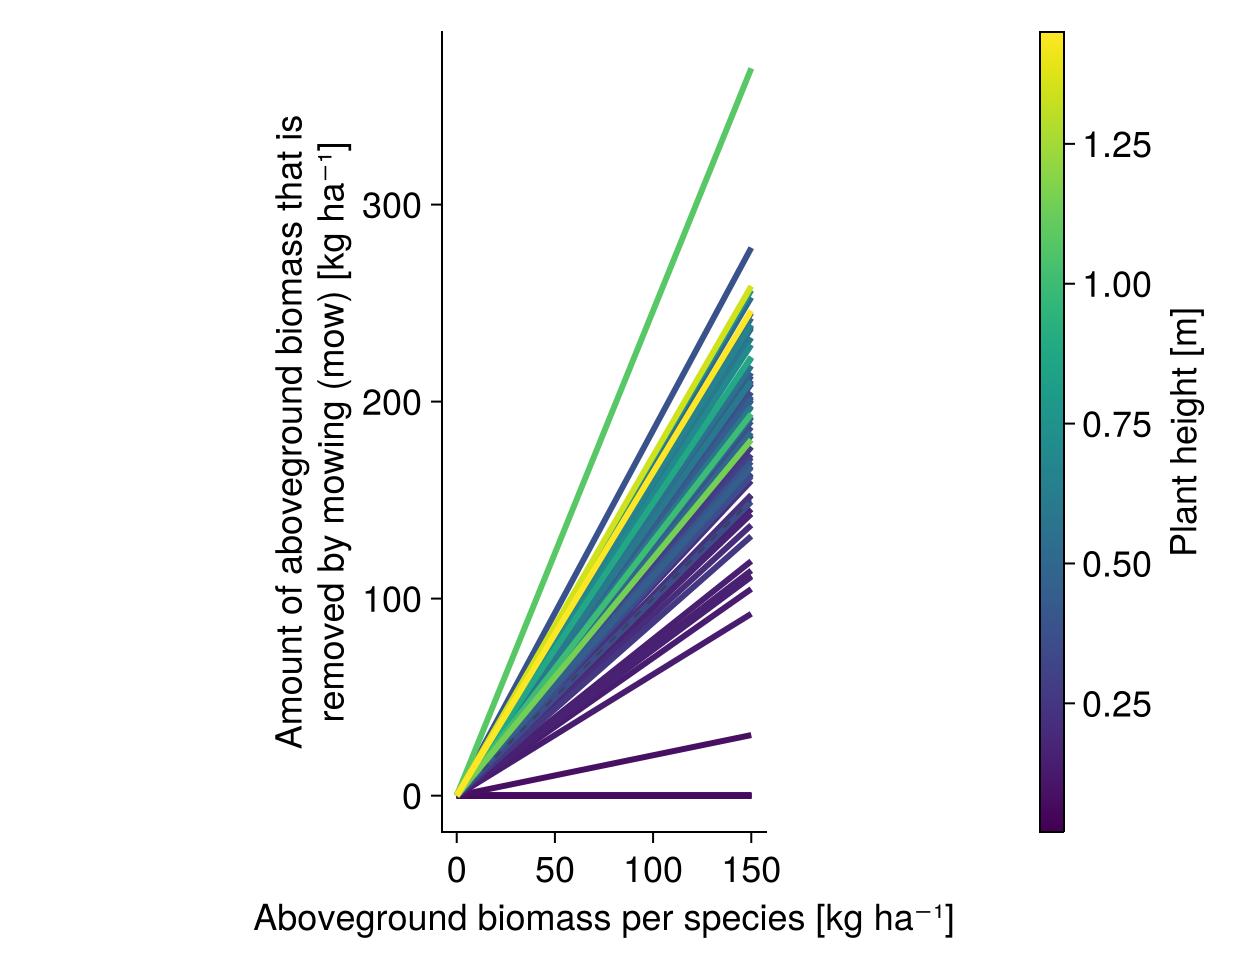 Amount of aboveground biomass that is
removed by mowing (mow) [kg ha⁻¹]
300
200
100
0
0 50 100 150
Aboveground biomass per species [kg ha⁻¹]
1.25
1.00
0.75
0.50
0.25
Plant height [m]